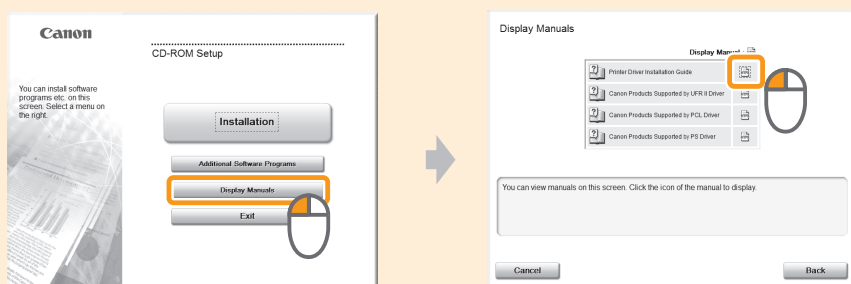 Canon
CD-ROM Setup
You can install software
programs etc. on this
screen. Select a menu on
the right.
Installation
Additional Software Programs
Display Manuals
Exit
Display Manuals
Display Manual :
Printer Driver Installation Guide
Canon Products Supported by UFR II Driver
Canon Products Supported by PCL Driver
Canon Products Supported by PS Driver
You can view manuals on this screen. Click the icon of the manual to display.
Cancel
Back